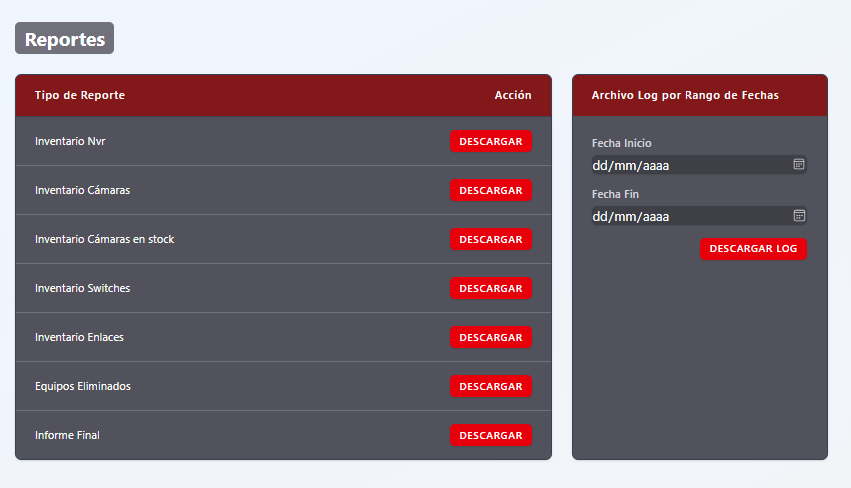 Reportes
Tipo de Reporte Acción
Inventario Nvr DESCARGAR
Inventario Cámaras DESCARGAR
Inventario Cámaras en stock DESCARGAR
Inventario Switches DESCARGAR
Inventario Enlaces DESCARGAR
Equipos Eliminados DESCARGAR
Informe Final DESCARGAR
Archivo Log por Rango de Fechas
Fecha Inicio
dd/mm/aaaa
Fecha Fin
dd/mm/aaaa
DESCARGAR LOG